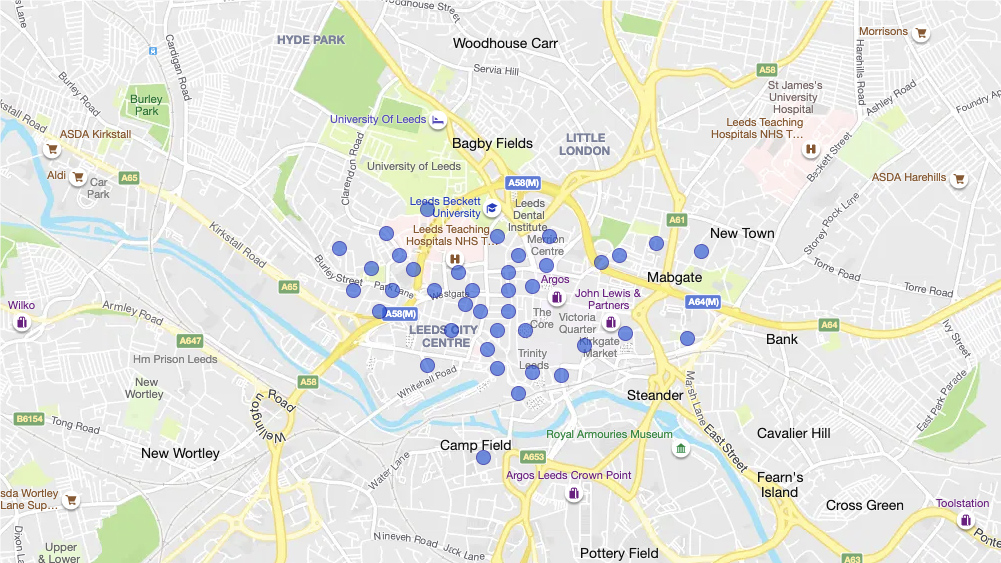 Woodhouse Street
HYDE PARK
Woodhouse Carr
Morrisons
Cardigan Road
Servia Hill
A58
Harehills Road
Burley Road
Burley
Park
St James's
University
Hospital
Ashley Road
Foundry
kstall Road
ASDA Kirkstall
University Of Leeds
Leeds Teaching
Hospitals NHS T...
LITTLE
LONDON
Bagby Fields
Beckett Street
Clarendon Road
University of Leeds
Aldi
Car
Park
A65
A58(M)
ASDA Harehills
Leeds Beckett
University
Leeds
Dental
Institute
Storey Rock Lane
A61
New Town
Kirkstall Road
Leeds Teaching
Hospitals NHS T...
Merrion
Centre
Burley Street
Torre Road
Torre Road
Mabgate
Argos
Park Lane
A65
Westgate
John Lewis &
Partners
A64(M)
Wilko
Armley Road
A58(M)
The
Core
Victoria
Quarter
A64
Ivy Street
LEEDS CITY
CENTRE
A647
Kirkgate
Market
Bank
Hm Prison Leeds
Trinity
Leeds
Whitehall Road
A58
New
Wortley
Marsh Lane
East Park Parade
Steander
Wellington Road
B6154
Tong Road
East Street
Cavalier Hill
Royal Armouries Museum
Camp Field
New Wortley
Water Lane
A653
Argos Leeds Crown Point
Fearn's
Island
sda Wortley
Lane Sup...
Cross Green
Toolstation
Dixon Lane
Nineveh Road
Jack Lane
Upper
& Lower
Pottery Field
A63